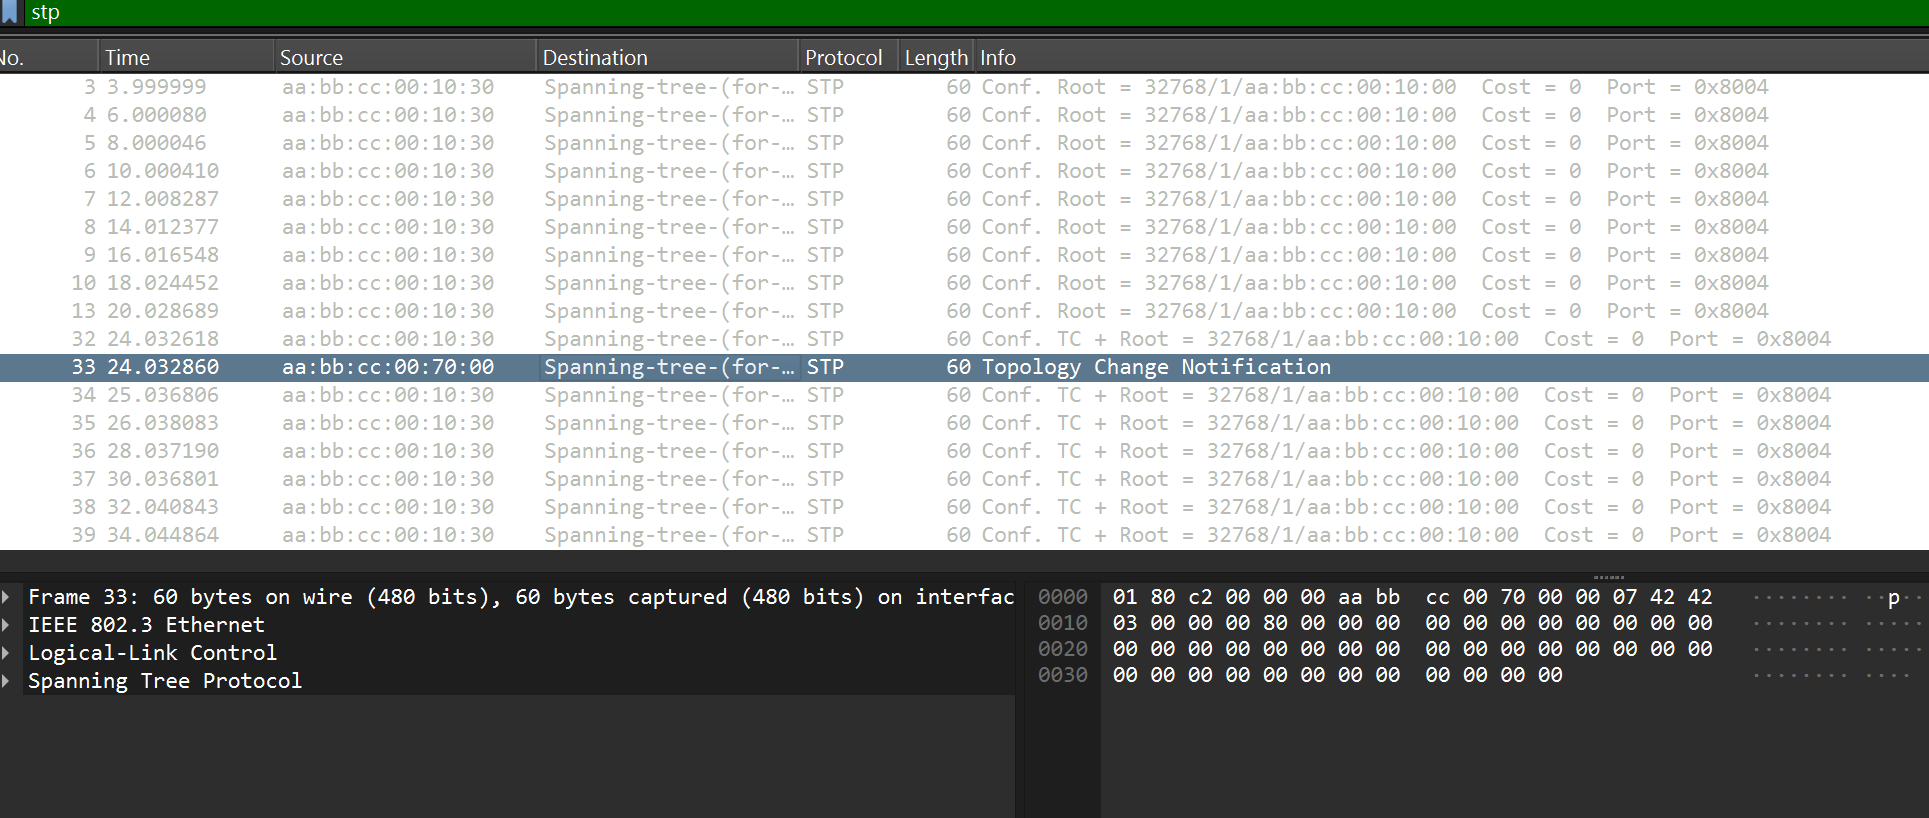 stp
No. Time Source Destination Protocol Length Info
3 3.999999 aa:bb:cc:00:10:30 Spanning-tree-(for-… STP 60 Conf. Root = 32768/1/aa:bb:cc:00:10:00 Cost = 0 Port = 0x8004
4 6.000080 aa:bb:cc:00:10:30 Spanning-tree-(for-… STP 60 Conf. Root = 32768/1/aa:bb:cc:00:10:00 Cost = 0 Port = 0x8004
5 8.000046 aa:bb:cc:00:10:30 Spanning-tree-(for-… STP 60 Conf. Root = 32768/1/aa:bb:cc:00:10:00 Cost = 0 Port = 0x8004
6 10.000410 aa:bb:cc:00:10:30 Spanning-tree-(for-… STP 60 Conf. Root = 32768/1/aa:bb:cc:00:10:00 Cost = 0 Port = 0x8004
7 12.008287 aa:bb:cc:00:10:30 Spanning-tree-(for-… STP 60 Conf. Root = 32768/1/aa:bb:cc:00:10:00 Cost = 0 Port = 0x8004
8 14.012377 aa:bb:cc:00:10:30 Spanning-tree-(for-… STP 60 Conf. Root = 32768/1/aa:bb:cc:00:10:00 Cost = 0 Port = 0x8004
9 16.016548 aa:bb:cc:00:10:30 Spanning-tree-(for-… STP 60 Conf. Root = 32768/1/aa:bb:cc:00:10:00 Cost = 0 Port = 0x8004
10 18.024452 aa:bb:cc:00:10:30 Spanning-tree-(for-… STP 60 Conf. Root = 32768/1/aa:bb:cc:00:10:00 Cost = 0 Port = 0x8004
13 20.028689 aa:bb:cc:00:10:30 Spanning-tree-(for-… STP 60 Conf. Root = 32768/1/aa:bb:cc:00:10:00 Cost = 0 Port = 0x8004
32 24.032618 aa:bb:cc:00:10:30 Spanning-tree-(for-… STP 60 Conf. TC + Root = 32768/1/aa:bb:cc:00:10:00 Cost = 0 Port = 0x8004
33 24.032860 aa:bb:cc:00:70:00 Spanning-tree-(for-… STP 60 Topology Change Notification
34 25.036806 aa:bb:cc:00:10:30 Spanning-tree-(for-… STP 60 Conf. TC + Root = 32768/1/aa:bb:cc:00:10:00 Cost = 0 Port = 0x8004
35 26.038083 aa:bb:cc:00:10:30 Spanning-tree-(for-… STP 60 Conf. TC + Root = 32768/1/aa:bb:cc:00:10:00 Cost = 0 Port = 0x8004
36 28.037190 aa:bb:cc:00:10:30 Spanning-tree-(for-… STP 60 Conf. TC + Root = 32768/1/aa:bb:cc:00:10:00 Cost = 0 Port = 0x8004
37 30.036801 aa:bb:cc:00:10:30 Spanning-tree-(for-… STP 60 Conf. TC + Root = 32768/1/aa:bb:cc:00:10:00 Cost = 0 Port = 0x8004
38 32.040843 aa:bb:cc:00:10:30 Spanning-tree-(for-… STP 60 Conf. TC + Root = 32768/1/aa:bb:cc:00:10:00 Cost = 0 Port = 0x8004
39 34.044864 aa:bb:cc:00:10:30 Spanning-tree-(for-… STP 60 Conf. TC + Root = 32768/1/aa:bb:cc:00:10:00 Cost = 0 Port = 0x8004
Frame 33: 60 bytes on wire (480 bits), 60 bytes captured (480 bits) on interfac
IEEE 802.3 Ethernet
Logical-Link Control
Spanning Tree Protocol
0000 01 80 c2 00 00 00 aa bb cc 00 70 00 00 07 42 42 ········ ··p·····
0010 03 00 00 00 80 00 00 00 00 00 00 00 00 00 00 00 ········ ········
0020 00 00 00 00 00 00 00 00 00 00 00 00 00 00 00 00 ········ ········
0030 00 00 00 00 00 00 00 00 00 00 00 00 ········ ····